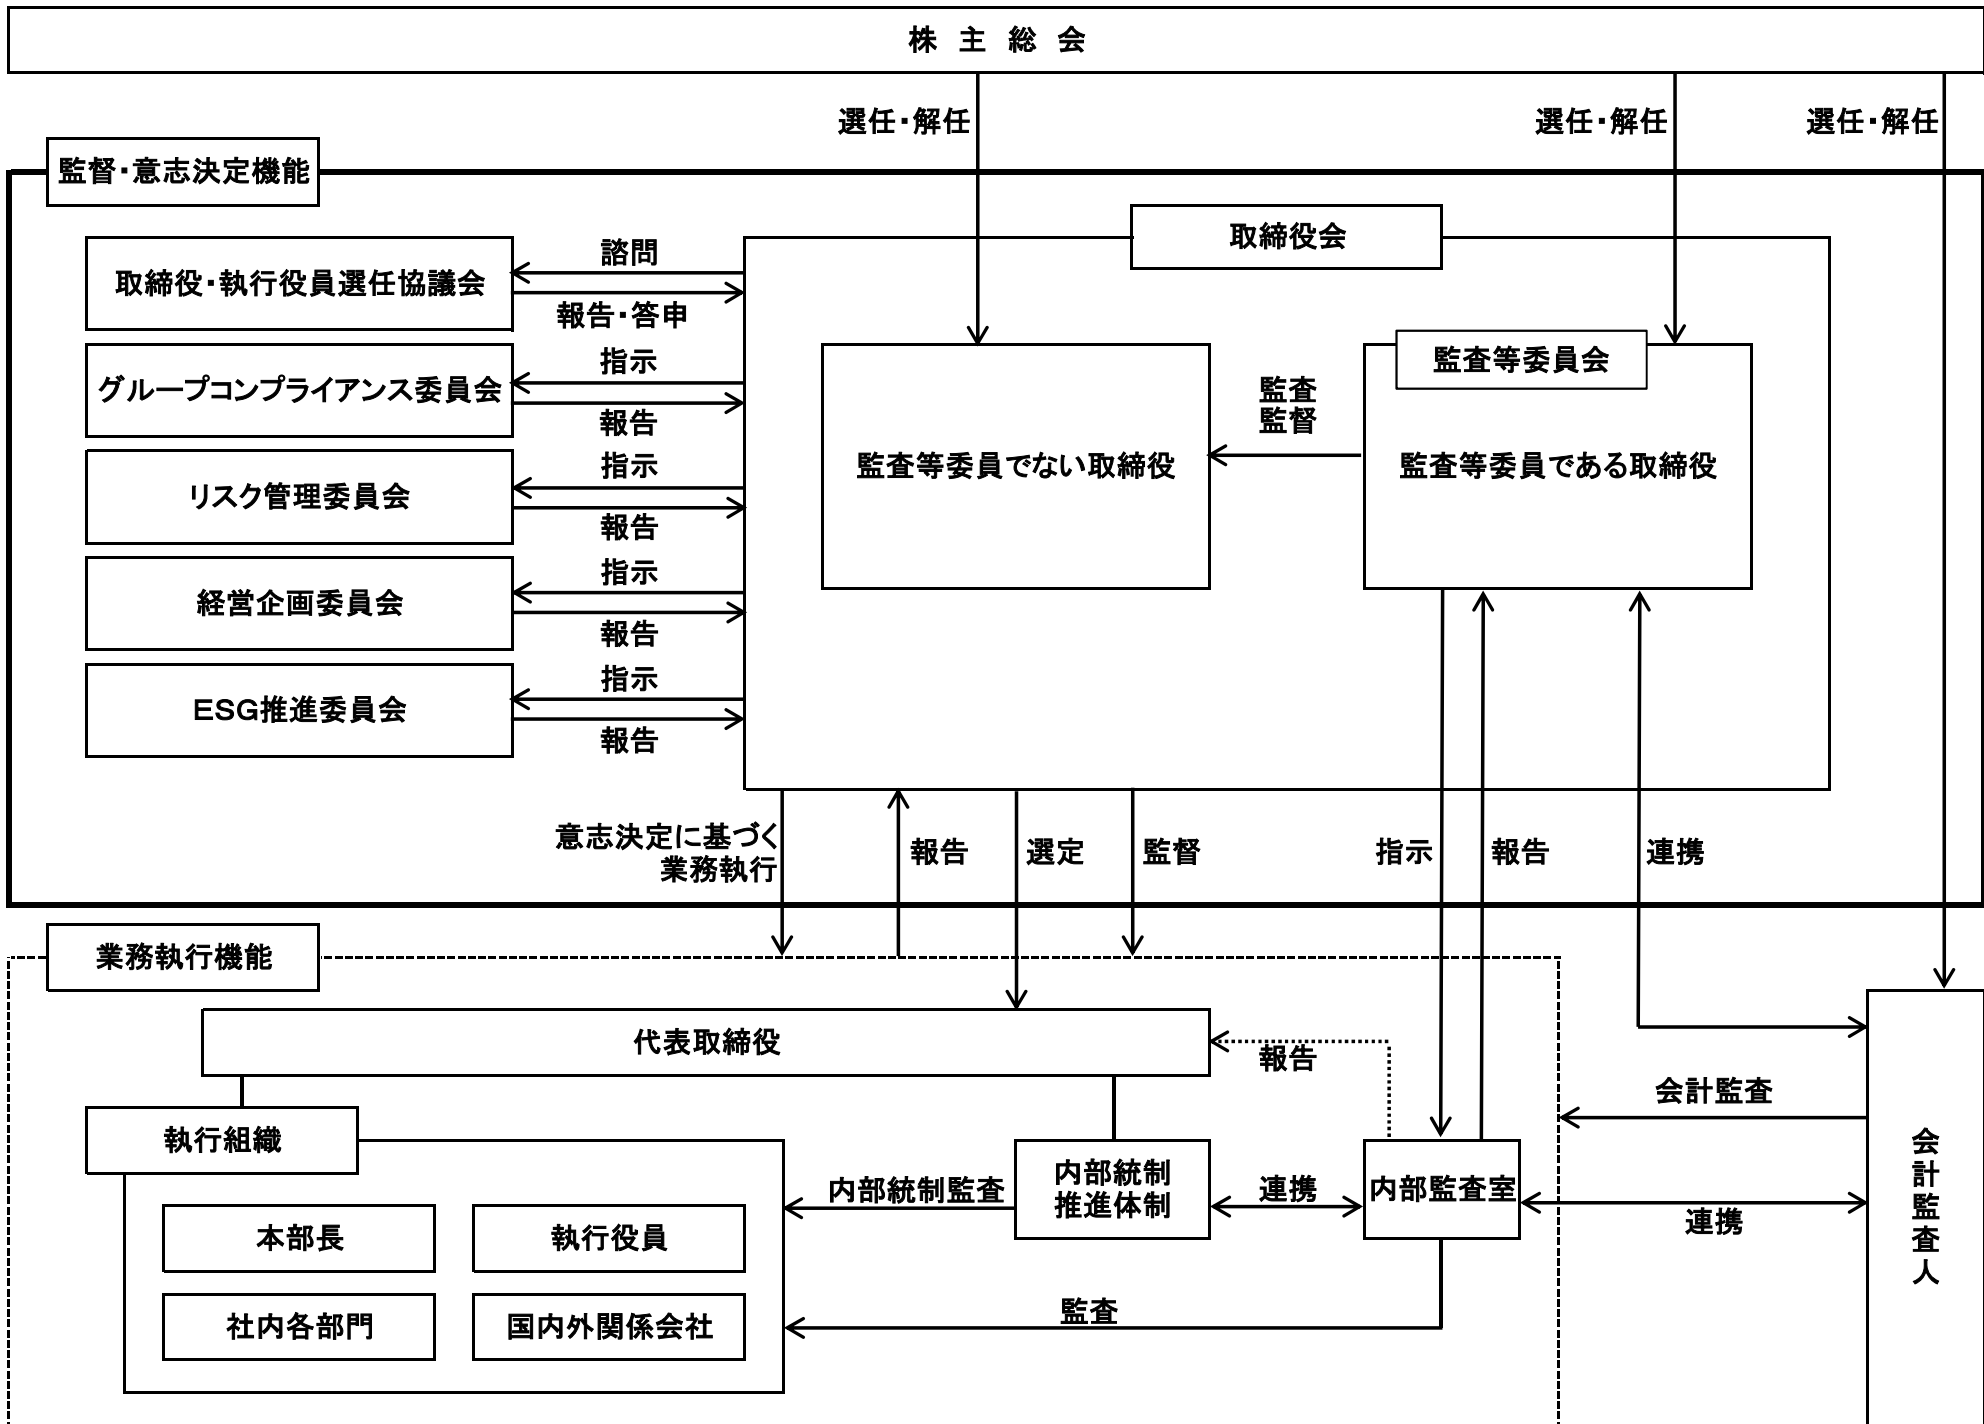 株主総会
選任・解任
選任・解任
選任・解任
監督・意志決定機能
取締役会
取締役・執行役員選任協議会
諮問
報告・答申
グループコンプライアンス委員会
指示
報告
リスク管理委員会
指示
報告
経営企画委員会
指示
報告
ESG推進委員会
指示
報告
監査等委員でない取締役
監査
監督
監査等委員会
監査等委員である取締役
意志決定に基づく
業務執行
報告
選定
監督
指示
報告
連携
業務執行機能
代表取締役
報告
会計監査
執行組織
内部統制監査
内部統制
推進体制
連携
内部監査室
連携
会計監査人
本部長
執行役員
社内各部門
国内外関係会社
監査